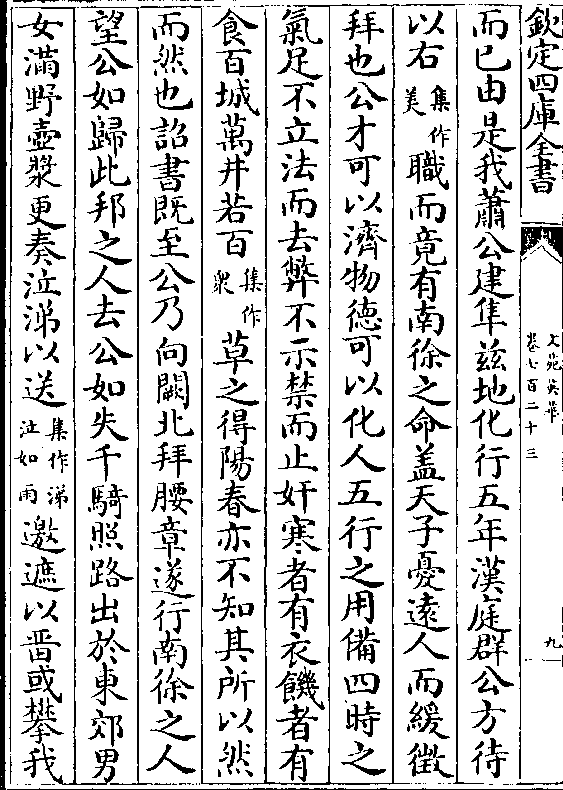 欽定四庫全書
文苑英華
卷七百二十三
九
而已由是我蕭公建隼茲地化行五年漢庭群公方待
以右集作美職而竟有南徐之命蓋天子憂遠人而緩徵
拜也公才可以濟物德可以化人五行之用備四時之
氣足不立法而去弊不示禁而止奸寒者有衣饑者有
食百城萬井若百集作衆草之得陽春亦不知其所以然
而然也詔書既至公乃向闕北拜腰章遂行南徐之人
望公如歸此邦之人去公如失千騎照路出於東郊男
女滿野壺漿更奏泣涕以送集作涕泣如雨邀遮以晋或攀我